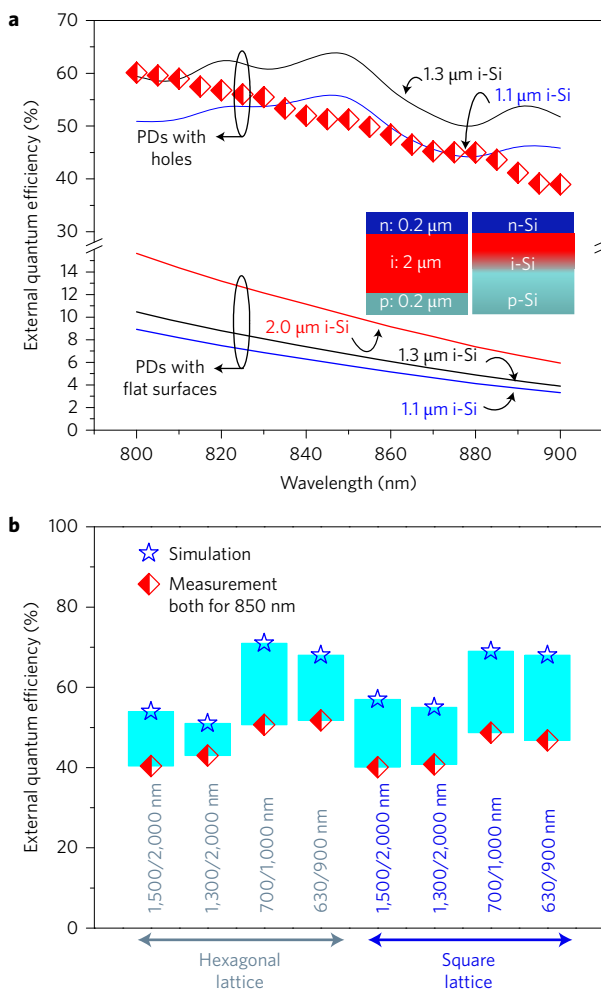 a
70
60
50
40
30
14
12
10
8
6
4
2
0
External quantum efficiency (%)
1.3 μm i-Si
1.1 μm i-Si
PDs with
holes
n: 0.2 μm
n-Si
i: 2 μm
i-Si
p: 0.2 μm
p-Si
2.0 μm i-Si
1.3 μm i-Si
PDs with
flat surfaces
1.1 μm i-Si
800 820 840 860 880 900
Wavelength (nm)
b
100
80
60
40
20
0
External quantum efficiency (%)
Simulation
Measurement
both for 850 nm
1,500/2,000 nm
1,300/2,000 nm
700/1,000 nm
630/900 nm
1,500/2,000 nm
1,300/2,000 nm
700/1,000 nm
630/900 nm
Hexagonal
lattice
Square
lattice